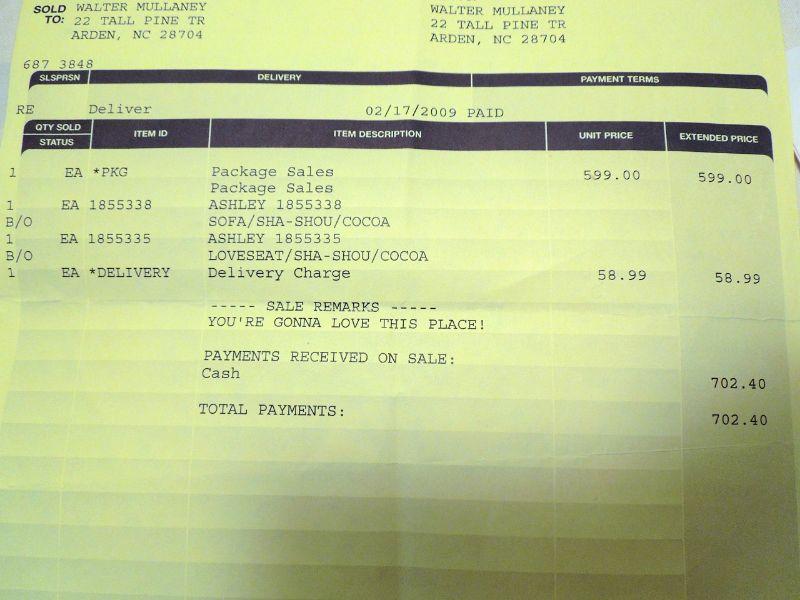 SOLD TO: WALTER MULLANEY WALTER MULLANEY
22 TALL PINE TR 22 TALL PINE TR
ARDEN, NC 28704 ARDEN, NC 28704
687 3848
SLSPRSN DELIVERY PAYMENT TERMS
RE Deliver 02/17/2009 PAID
QTY SOLD STATUS ITEM ID ITEM DESCRIPTION UNIT PRICE EXTENDED PRICE
1 EA *PKG Package Sales 599.00 599.00
Package Sales
1 EA 1855338 ASHLEY 1855338
B/O SOFA/SHA-SHOU/COCOA
1 EA 1855335 ASHLEY 1855335
B/O LOVESEAT/SHA-SHOU/COCOA
1 EA *DELIVERY Delivery Charge 58.99 58.99
----- SALE REMARKS -----
YOU'RE GONNA LOVE THIS PLACE!
PAYMENTS RECEIVED ON SALE:
Cash 702.40
TOTAL PAYMENTS: 702.40